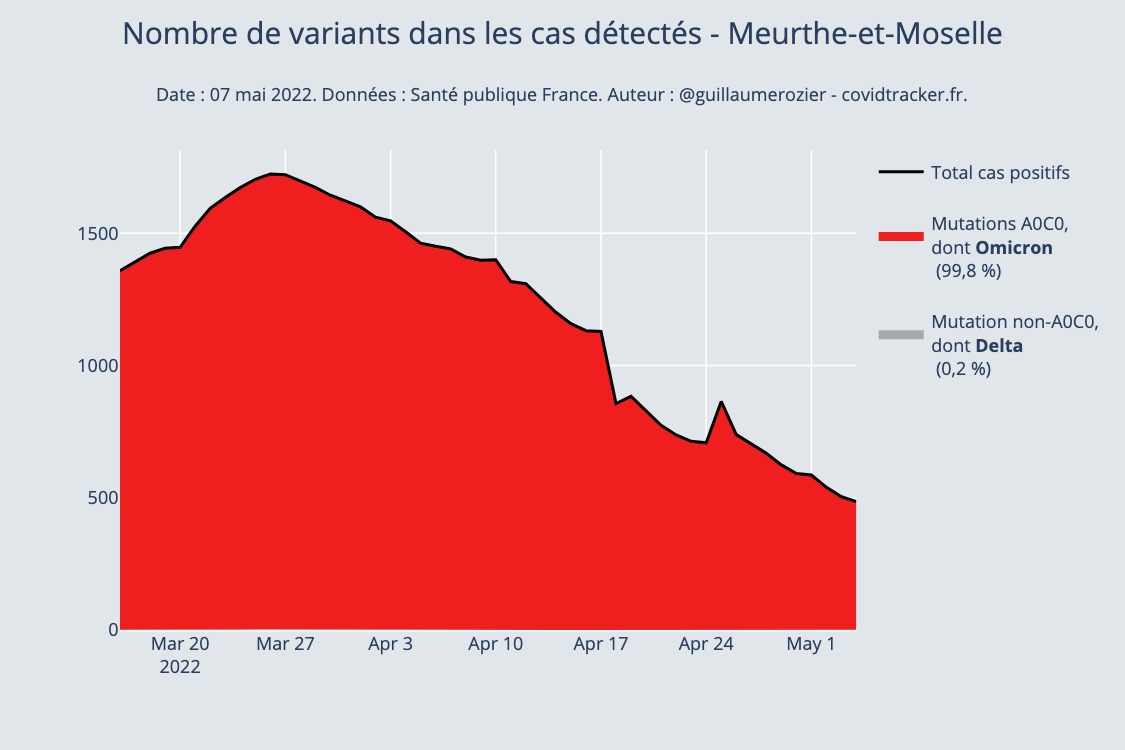 Nombre de variants dans les cas détectés - Meurthe-et-Moselle
Date : 07 mai 2022. Données : Santé publique France. Auteur : @guillaumerozier - covidtracker.fr.
Total cas positifs
Mutations A0C0,
dont Omicron
(99,8 %)
Mutation non-A0C0,
dont Delta
(0,2 %)
1500
1000
500
0
Mar 20 Mar 27 Apr 3 Apr 10 Apr 17 Apr 24 May 1
2022